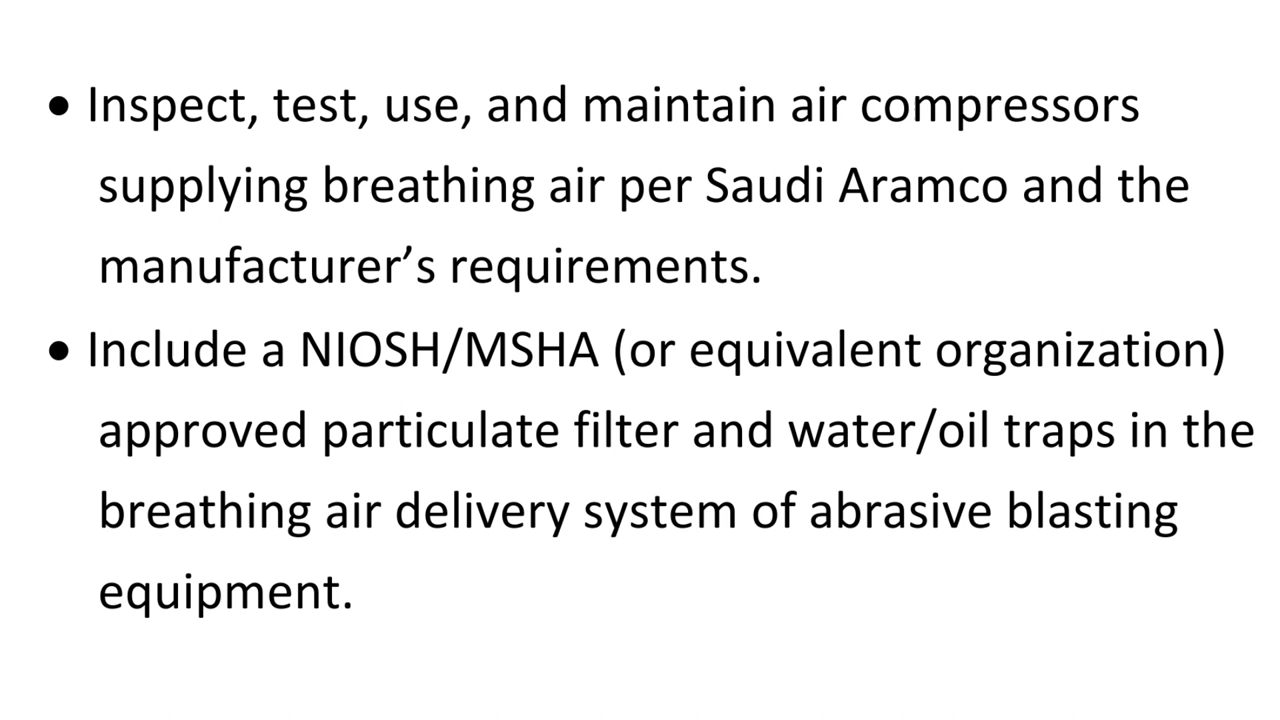 • Inspect, test, use, and maintain air compressors
supplying breathing air per Saudi Aramco and the
manufacturer’s requirements.
• Include a NIOSH/MSHA (or equivalent organization)
approved particulate filter and water/oil traps in the
breathing air delivery system of abrasive blasting
equipment.